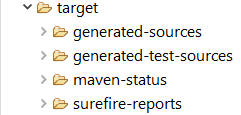 target
generated-sources
generated-test-sources
maven-status
surefire-reports